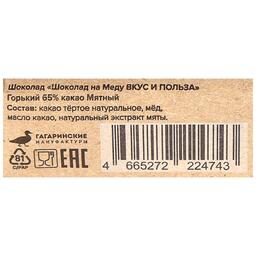 Шоколад «Шоколад на Меду ВКУС И ПОЛЬЗА»
Горький 65% какао Мятный
Состав: какао тёртое натуральное, мёд,
масло какао, натуральный экстракт мяты.
ГАГАРИНСКИЕ
МАНУФАКТУРЫ
81
C/PAP
EAC
4 665272 224743